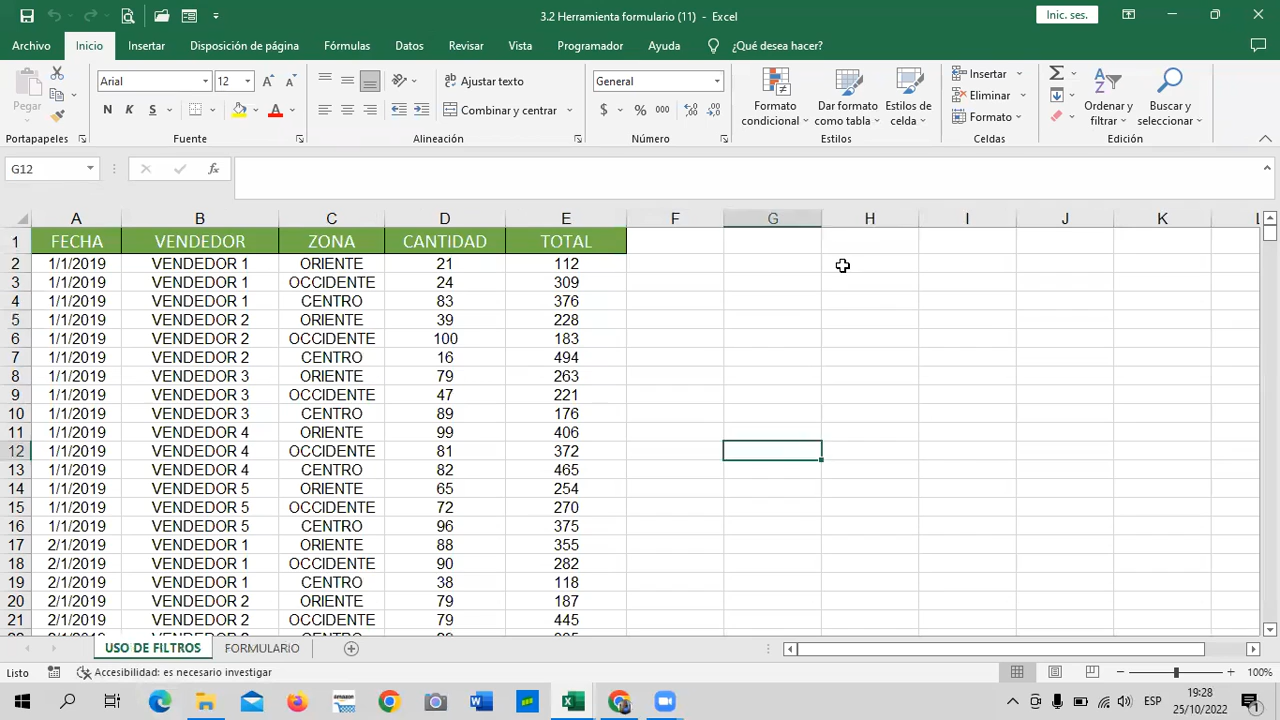 3.2 Herramienta formulario (11) - Excel
Inic. ses.
Archivo Inicio Insertar Disposición de página Fórmulas Datos Revisar Vista Programador Ayuda ¿Qué desea hacer?
Pegar
Arial 12
N K S
Ajustar texto
Combinar y centrar
General
$ % 000
Formato condicional
Dar formato como tabla
Estilos de celda
Insertar
Eliminar
Formato
Ordenar y filtrar
Buscar y seleccionar
Portapapeles Fuente Alineación Número Estilos Celdas Edición
G12 fx
A B C D E F G H I J K L
1 FECHA VENDEDOR ZONA CANTIDAD TOTAL
2 1/1/2019 VENDEDOR 1 ORIENTE 21 112
3 1/1/2019 VENDEDOR 1 OCCIDENTE 24 309
4 1/1/2019 VENDEDOR 1 CENTRO 83 376
5 1/1/2019 VENDEDOR 2 ORIENTE 39 228
6 1/1/2019 VENDEDOR 2 OCCIDENTE 100 183
7 1/1/2019 VENDEDOR 2 CENTRO 16 494
8 1/1/2019 VENDEDOR 3 ORIENTE 79 263
9 1/1/2019 VENDEDOR 3 OCCIDENTE 47 221
10 1/1/2019 VENDEDOR 3 CENTRO 89 176
11 1/1/2019 VENDEDOR 4 ORIENTE 99 406
12 1/1/2019 VENDEDOR 4 OCCIDENTE 81 372
13 1/1/2019 VENDEDOR 4 CENTRO 82 465
14 1/1/2019 VENDEDOR 5 ORIENTE 65 254
15 1/1/2019 VENDEDOR 5 OCCIDENTE 72 270
16 1/1/2019 VENDEDOR 5 CENTRO 96 375
17 2/1/2019 VENDEDOR 1 ORIENTE 88 355
18 2/1/2019 VENDEDOR 1 OCCIDENTE 90 282
19 2/1/2019 VENDEDOR 1 CENTRO 38 118
20 2/1/2019 VENDEDOR 2 ORIENTE 79 187
21 2/1/2019 VENDEDOR 2 OCCIDENTE 79 445
USO DE FILTROS FORMULARIO
Listo Accesibilidad: es necesario investigar 100%
ESP
19:28
25/10/2022